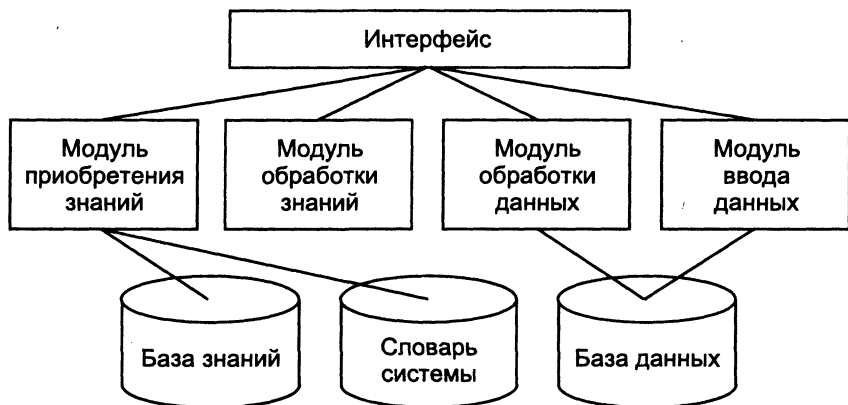 Интерфейс
Модуль
приобретения
знаний
Модуль
обработки
знаний
Модуль
обработки
данных
Модуль
ввода
данных
База знаний
Словарь
системы
База данных